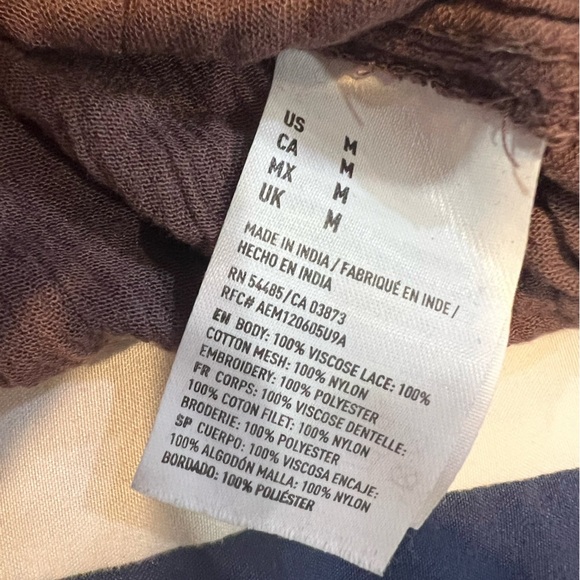 US M
CA M
MX M
UK M
MADE IN INDIA / FABRIQUÉ EN INDE /
HECHO EN INDIA
RN 54485/CA 03873
RFC# AEM120605U9A
EN BODY: 100% VISCOSE LACE: 100%
COTTON MESH: 100% NYLON
EMBROIDERY: 100% POLYESTER
FR CORPS: 100% VISCOSE DENTELLE:
100% COTON FILET: 100% NYLON
BRODERIE: 100% POLYESTER
SP CUERPO: 100% VISCOSA ENCAJE:
100% ALGODÓN MALLA: 100% NYLON
BORDADO: 100% POLIÉSTER